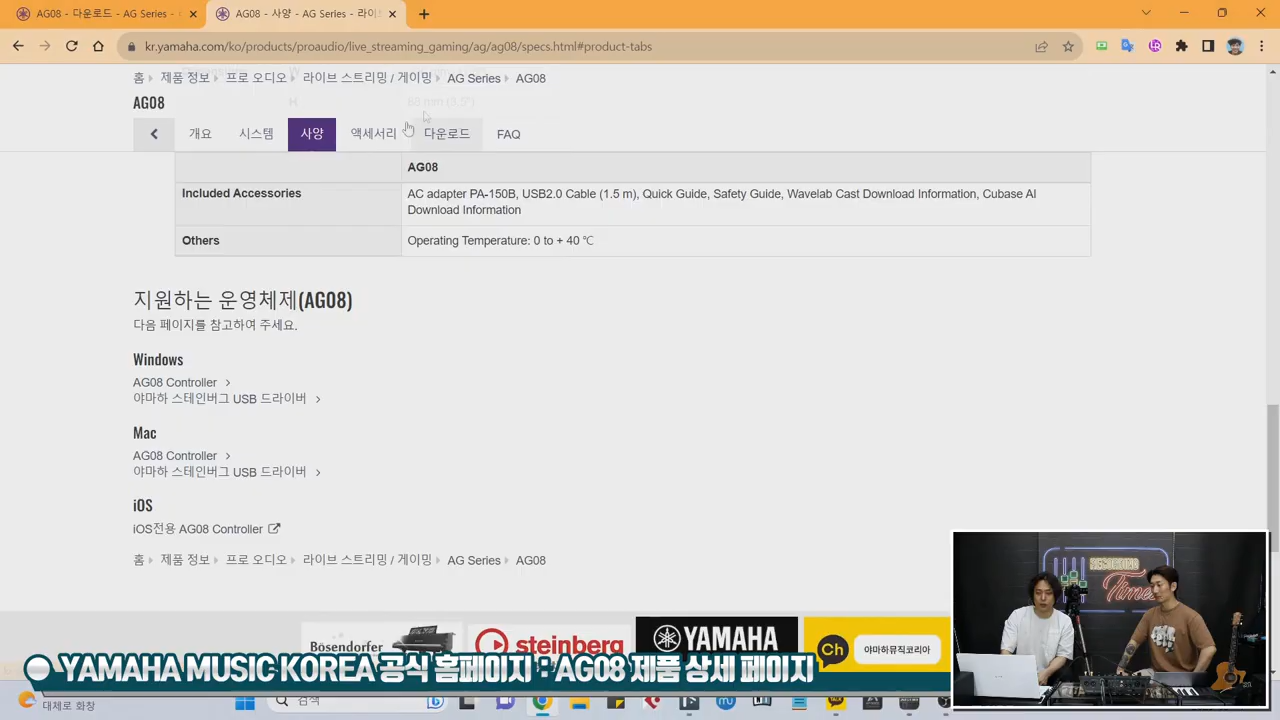 AG08 - 다운로드 - AG Series -
AG08 - 사양 - AG Series - 라이브
kr.yamaha.com/ko/products/proaudio/live_streaming_gaming/ag/ag08/specs.html#product-tabs
홈 제품 정보 프로 오디오 라이브 스트리밍 / 게이밍 AG Series AG08
AG08
H 88 mm (3.5")
개요 시스템 사양 액세서리 다운로드 FAQ
AG08
Included Accessories
AC adapter PA-150B, USB2.0 Cable (1.5 m), Quick Guide, Safety Guide, Wavelab Cast Download Information, Cubase AI
Download Information
Others
Operating Temperature: 0 to + 40 ℃
지원하는 운영체제(AG08)
다음 페이지를 참고하여 주세요.
Windows
AG08 Controller
야마하 스테인버그 USB 드라이버
Mac
AG08 Controller
야마하 스테인버그 USB 드라이버
iOS
iOS전용 AG08 Controller
홈 제품 정보 프로 오디오 라이브 스트리밍 / 게이밍 AG Series AG08
Bösendorfer
steinberg
YAMAHA
Ch 야마하뮤직코리아
RECORDING
Times
YAMAHA MUSIC KOREA 공식 홈페이지 : AG08 제품 상세 페이지
대체로 화창
검색